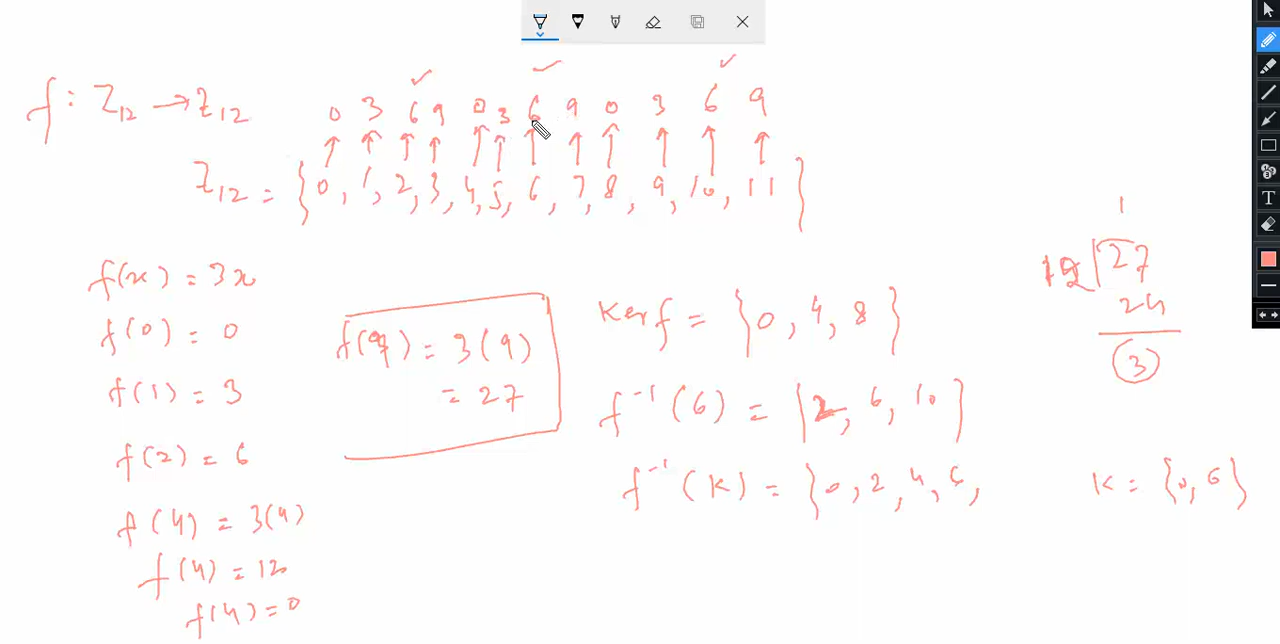 f : Z12 → Z12
0 3 6 9 0 3 6 9 0 3 6 9
Z12 = {0, 1, 2, 3, 4, 5, 6, 7, 8, 9, 10, 11}
f(x) = 3x
f(0) = 0
f(1) = 3
f(2) = 6
f(4) = 3(4)
f(4) = 12
f(4) = 0
f(9) = 3(9)
= 27
Ker f = {0, 4, 8}
f⁻¹(6) = {2, 6, 10}
f⁻¹(K) = {0, 2, 4, 6,
K = {0, 6}
1
12 27
24
3